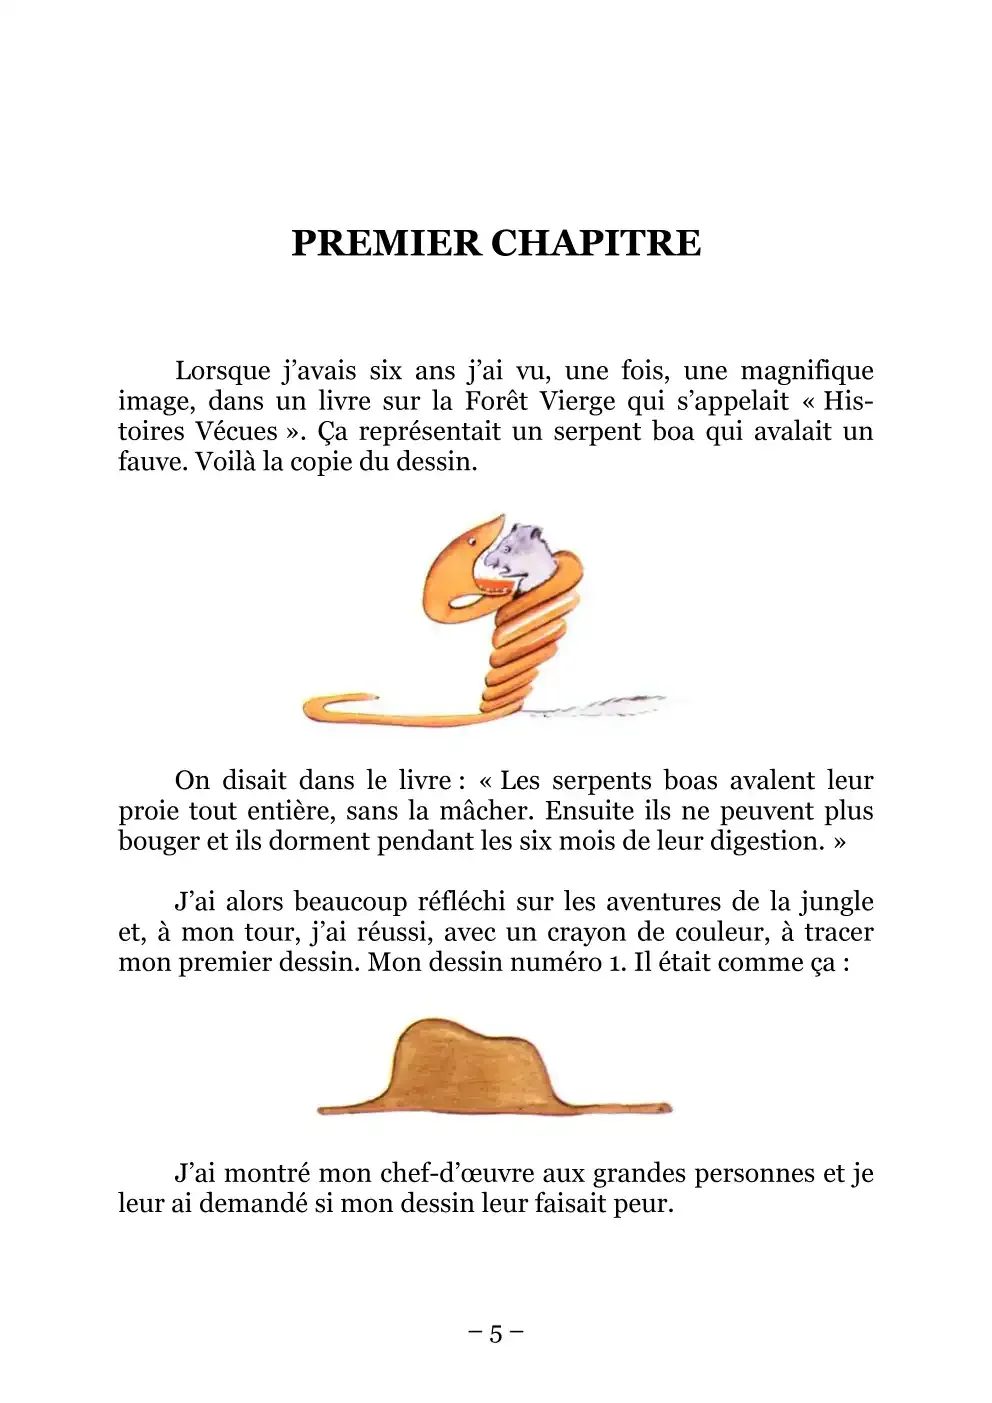 PREMIER CHAPITRE
Lorsque j’avais six ans j’ai vu, une fois, une magnifique
image, dans un livre sur la Forêt Vierge qui s’appelait « His-
toires Vécues ». Ça représentait un serpent boa qui avalait un
fauve. Voilà la copie du dessin.
On disait dans le livre : « Les serpents boas avalent leur
proie tout entière, sans la mâcher. Ensuite ils ne peuvent plus
bouger et ils dorment pendant les six mois de leur digestion. »
J’ai alors beaucoup réfléchi sur les aventures de la jungle
et, à mon tour, j’ai réussi, avec un crayon de couleur, à tracer
mon premier dessin. Mon dessin numéro 1. Il était comme ça :
J’ai montré mon chef-d’œuvre aux grandes personnes et je
leur ai demandé si mon dessin leur faisait peur.
– 5 –